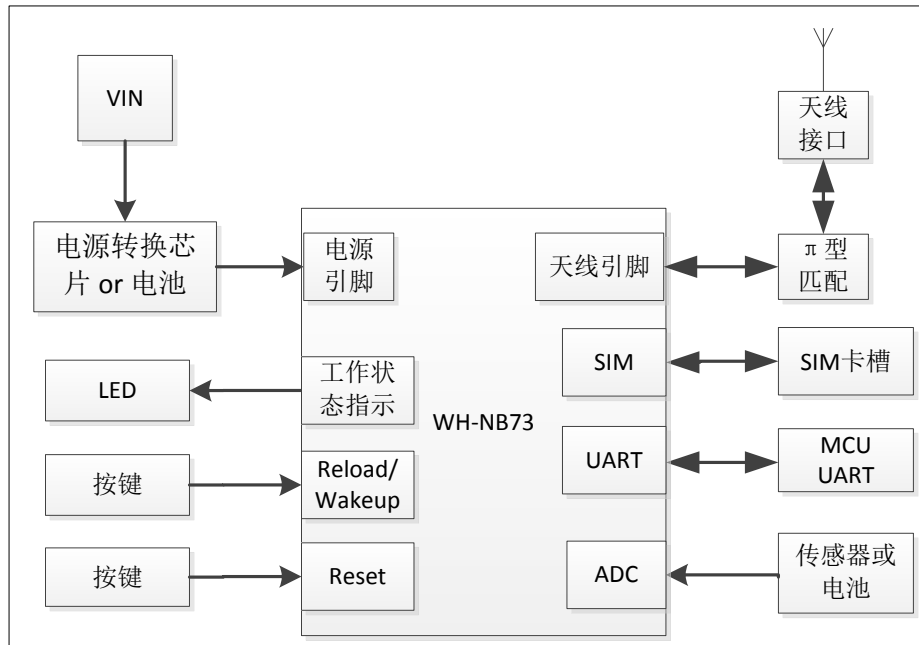 VIN
天线
接口
电源转换芯
片 or 电池
电源
引脚
天线引脚
π型
匹配
LED
工作状
态指示
WH-NB73
SIM
SIM卡槽
按键
Reload/
Wakeup
UART
MCU
UART
按键
Reset
ADC
传感器或
电池